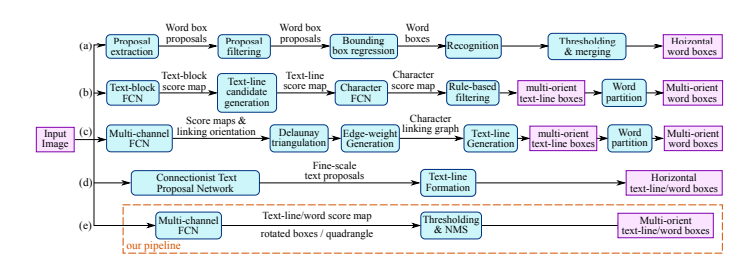 Word box proposals
Word box proposals
Word boxes
(a) Proposal extraction
Proposal filtering
Bounding box regression
Recognition
Thresholding & merging
Hoizontal word boxes
Text-block score map
Text-line score map
Character score map
(b) Text-block FCN
Text-line candidate generation
Character FCN
Rule-based filtering
multi-orient text-line boxes
Word partition
Multi-orient word boxes
Input Image
Score maps & linking orientation
Character linking graph
(c) Multi-channel FCN
Delaunay triangulation
Edge-weight Generation
Text-line Generation
multi-orient text-line boxes
Word partition
Multi-orient word boxes
Fine-scale text proposals
(d) Connectionist Text Proposal Network
Text-line Formation
Horizontal text-line/word boxes
(e) Multi-channel FCN
Text-line/word score map
rotated boxes / quadrangle
Thresholding & NMS
Multi-orient text-line/word boxes
our pipeline